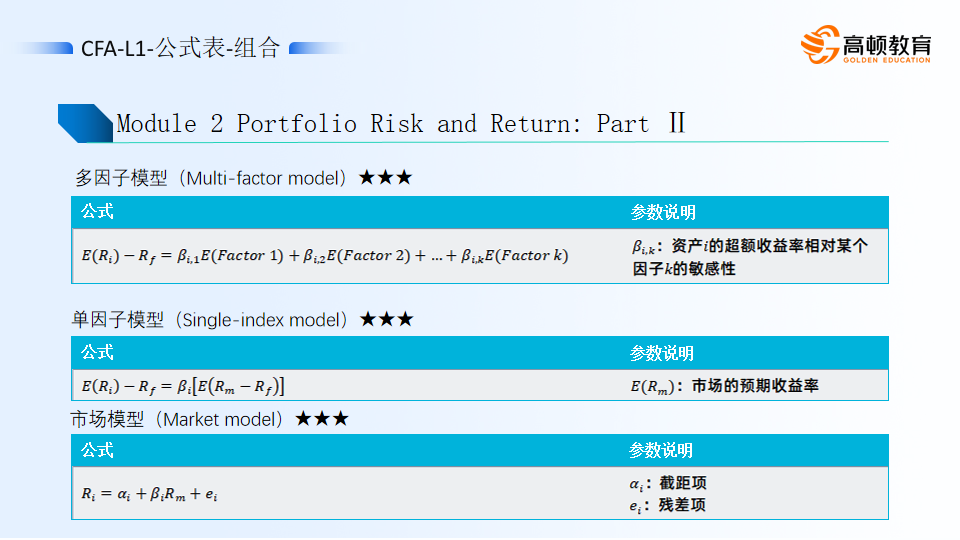 CFA-L1-公式表-组合
高顿教育
GOLDEN EDUCATION
Module 2 Portfolio Risk and Return: Part Ⅱ
多因子模型（Multi-factor model）★★★
公式 参数说明
E(R_i) − R_f = β_{i,1}E(Factor 1) + β_{i,2}E(Factor 2) + … + β_{i,k}E(Factor k)
β_{i,k}：资产i的超额收益率相对某个
因子k的敏感性
单因子模型（Single-index model）★★★
公式 参数说明
E(R_i) − R_f = β_i[E(R_m − R_f)]
E(R_m)：市场的预期收益率
市场模型（Market model）★★★
公式 参数说明
R_i = α_i + β_iR_m + e_i
α_i：截距项
e_i：残差项